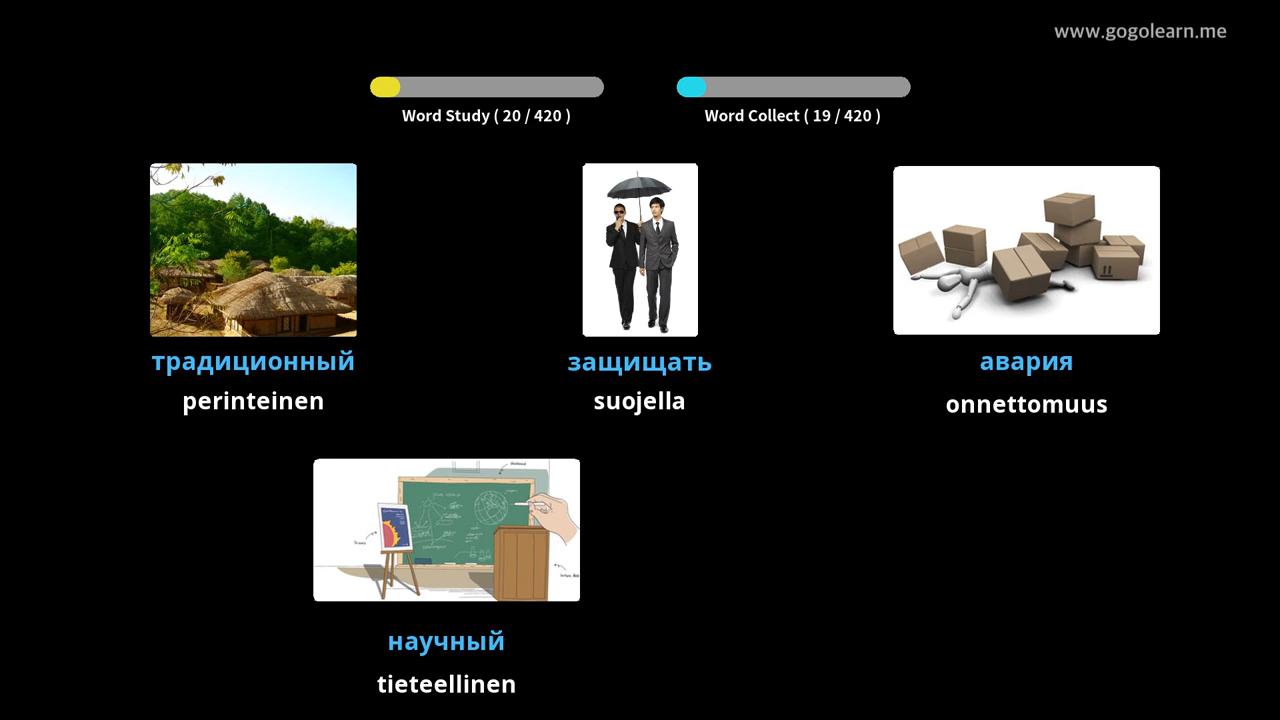 www.gogolearn.me
Word Study ( 20 / 420 )
Word Collect ( 19 / 420 )
традиционный
защищать
авария
perinteinen
suojella
onnettomuus
научный
tieteellinen